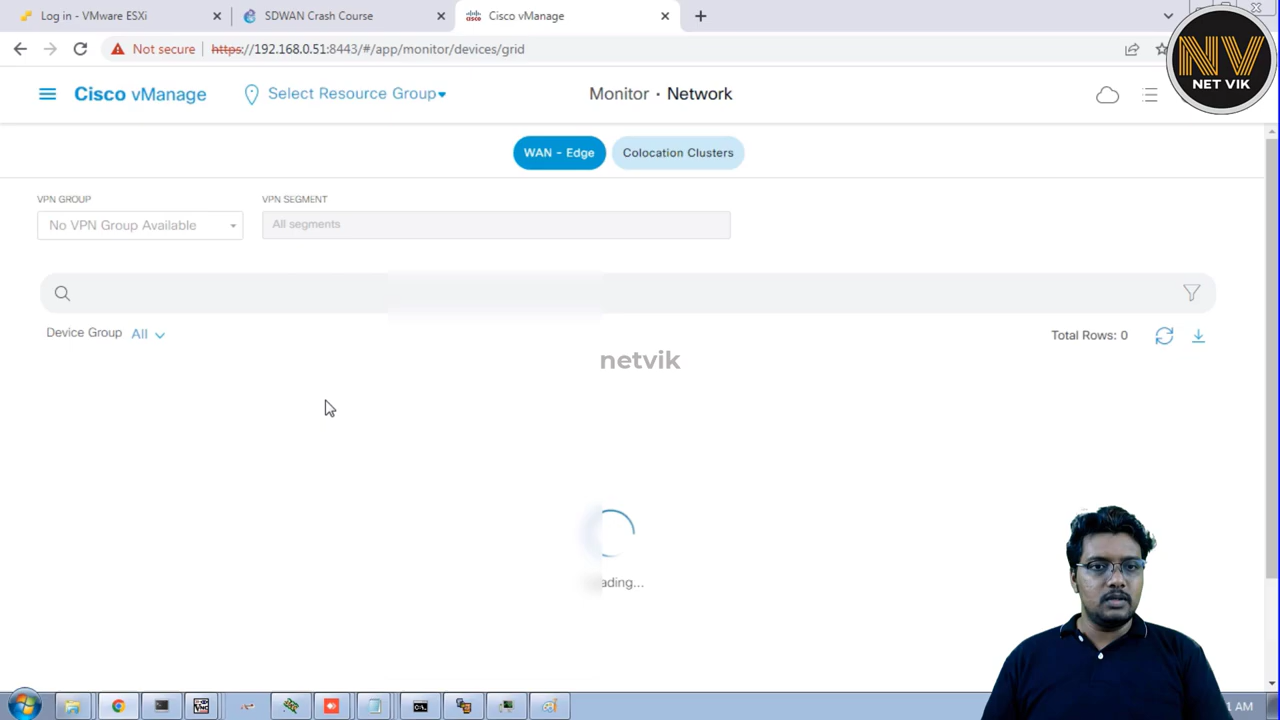 Log in - VMware ESXi
SDWAN Crash Course
Cisco vManage
Not secure
https://192.168.0.51:8443/#/app/monitor/devices/grid
NV
NET VIK
Cisco vManage
Select Resource Group
Monitor · Network
WAN - Edge
Colocation Clusters
VPN GROUP
VPN SEGMENT
No VPN Group Available
All segments
Device Group All
Total Rows: 0
netvik
ading...
1 AM